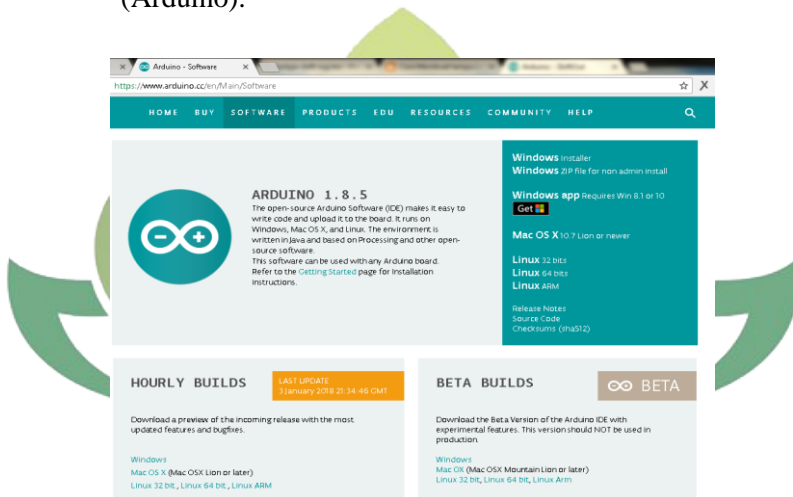 (Arduino).
Arduino - Software
https://www.arduino.cc/en/Main/Software
HOME BUY SOFTWARE PRODUCTS EDU RESOURCES COMMUNITY HELP
ARDUINO 1.8.5
The open-source Arduino Software (IDE) makes it easy to
write code and upload it to the board. It runs on
Windows, Mac OS X, and Linux. The environment is
written in Java and based on Processing and other open-
source software.
This software can be used with any Arduino board.
Refer to the Getting Started page for Installation
instructions.
Windows Installer
Windows ZIP file for non admin install
Windows app Requires Win 8.1 or 10
Get
Mac OS X 10.7 Lion or newer
Linux 32 bits
Linux 64 bits
Linux ARM
Release Notes
Source Code
Checksums (sha512)
HOURLY BUILDS
LAST UPDATE
3 January 2018 21:34:46 GMT
Download a preview of the incoming release with the most
updated features and bugfixes.
Windows
Mac OS X (Mac OSX Lion or later)
Linux 32 bit, Linux 64 bit, Linux ARM
BETA BUILDS
BETA
Download the Beta Version of the Arduino IDE with
experimental features. This version should NOT be used in
production.
Windows
Mac OX (Mac OSX Mountain Lion or later)
Linux 32 bit, Linux 64 bit, Linux Arm